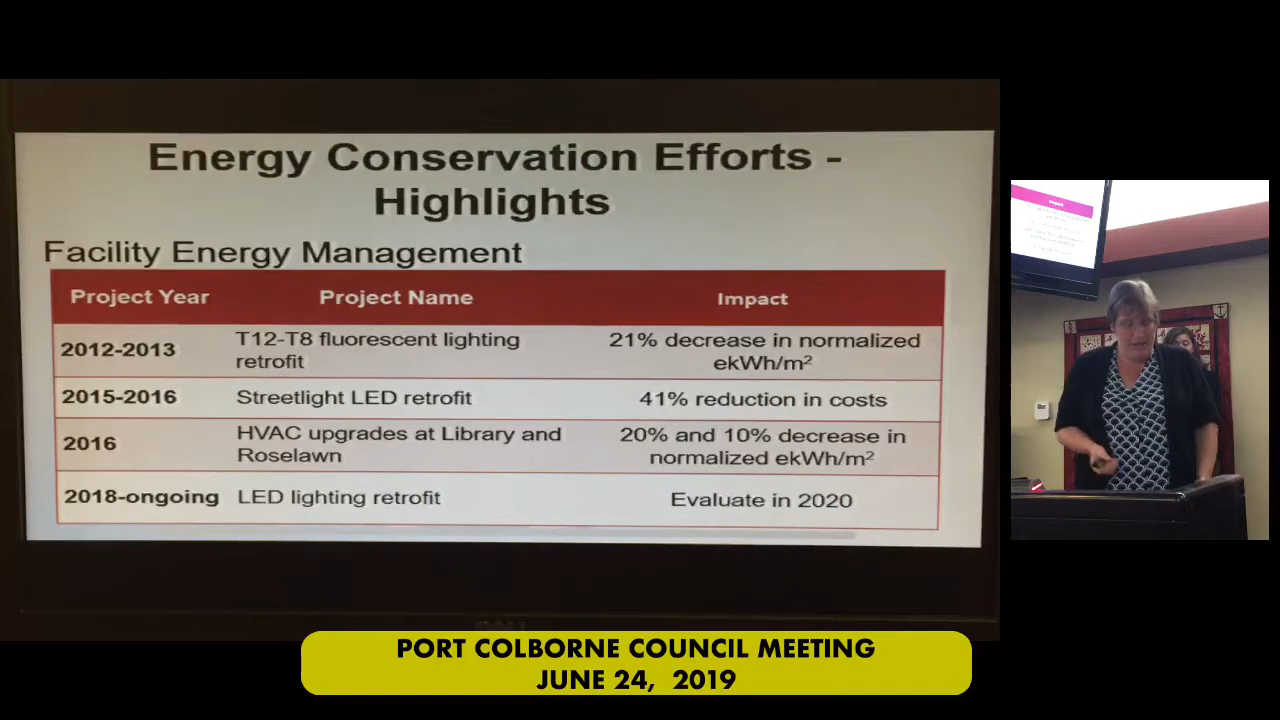 Energy Conservation Efforts -
Highlights
Facility Energy Management
Project Year Project Name Impact
2012-2013 T12-T8 fluorescent lighting retrofit 21% decrease in normalized ekWh/m²
2015-2016 Streetlight LED retrofit 41% reduction in costs
2016 HVAC upgrades at Library and Roselawn 20% and 10% decrease in normalized ekWh/m²
2018-ongoing LED lighting retrofit Evaluate in 2020
Impact
PORT COLBORNE COUNCIL MEETING
JUNE 24, 2019